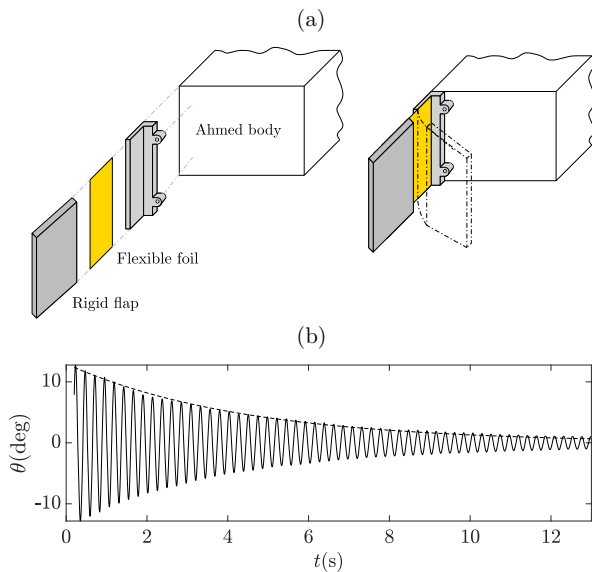 (a)
Ahmed body
Flexible foil
Rigid flap
(b)
10
0
-10
θ(deg)
0 2 4 6 8 10 12
t(s)